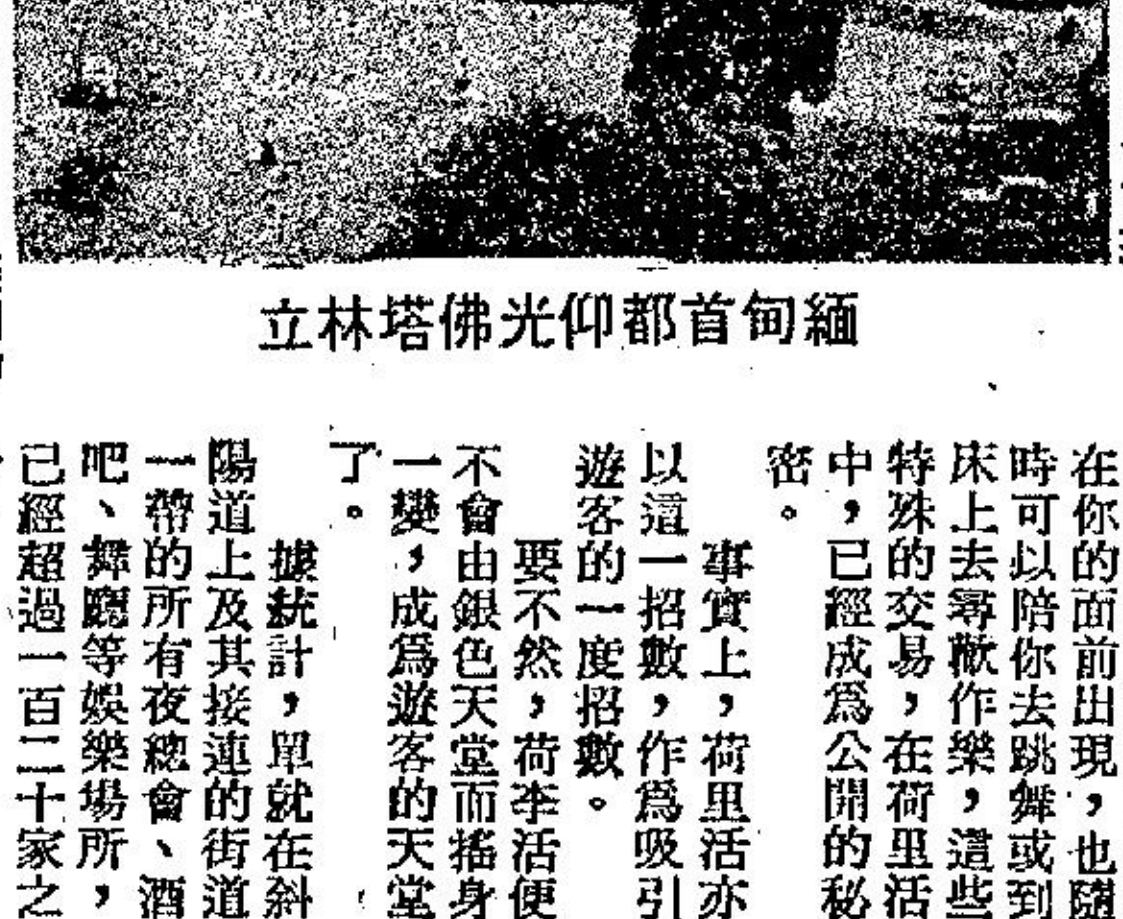 緬甸首都仰光佛塔林立
在你的面前出現，也隨
時可以陪你去跳舞或到
床上去尋歡作樂，這些
特殊的交易，在荷里活
中，已經成爲公開的秘
密。
事實上，荷里活亦
以這一招數，作爲吸引
遊客的一度招數。
要不然，荷李活便
不會由銀色天堂而搖身
一變，成爲遊客的天堂
了。
據統計，單就在斜
陽道上及其接連的街道
一帶的所有夜總會、酒
吧、舞廳等娛樂場所，
已經超過一百二十家之